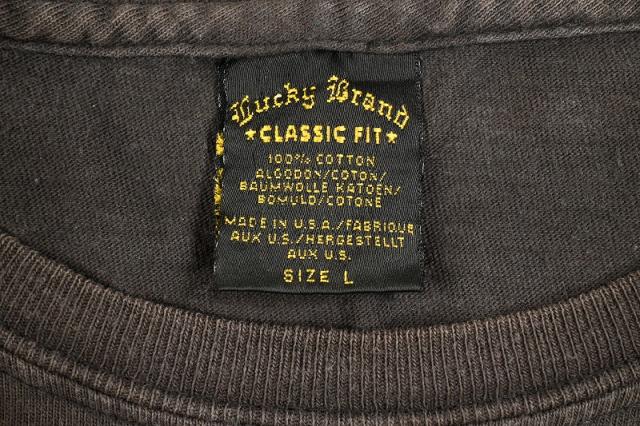 Lucky Brand
★CLASSIC FIT★
100% COTTON
ALGODON/COTON/
BAUMWOLLE KATOEN/
BOMULD/COTONE
MADE IN U.S.A./FABRIQUE
AUX U.S./HERGESTELLT
AUX U.S.
SIZE L